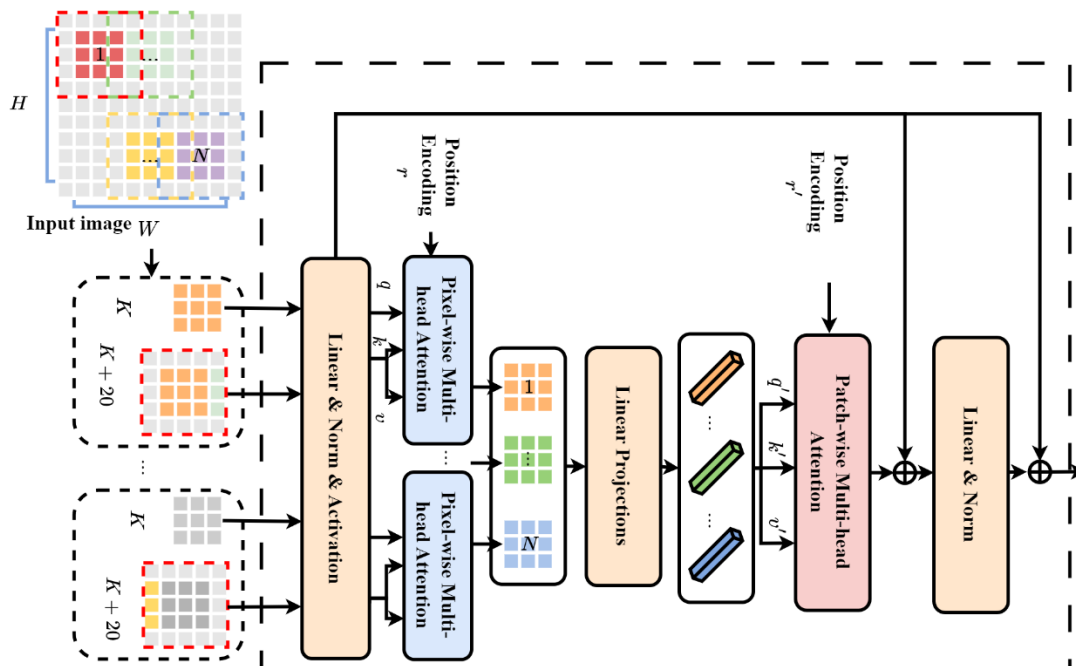 1
...
H
...
N
Input image
W
K
K + 20
...
K
K + 20
Linear & Norm & Activation
q
k
v
Position
Encoding
r
Pixel-wise Multi-
head Attention
...
Pixel-wise Multi-
head Attention
1
...
N
Linear Projections
...
...
q′
k′
v′
Position
Encoding
r′
Patch-wise Multi-head
Attention
Linear & Norm